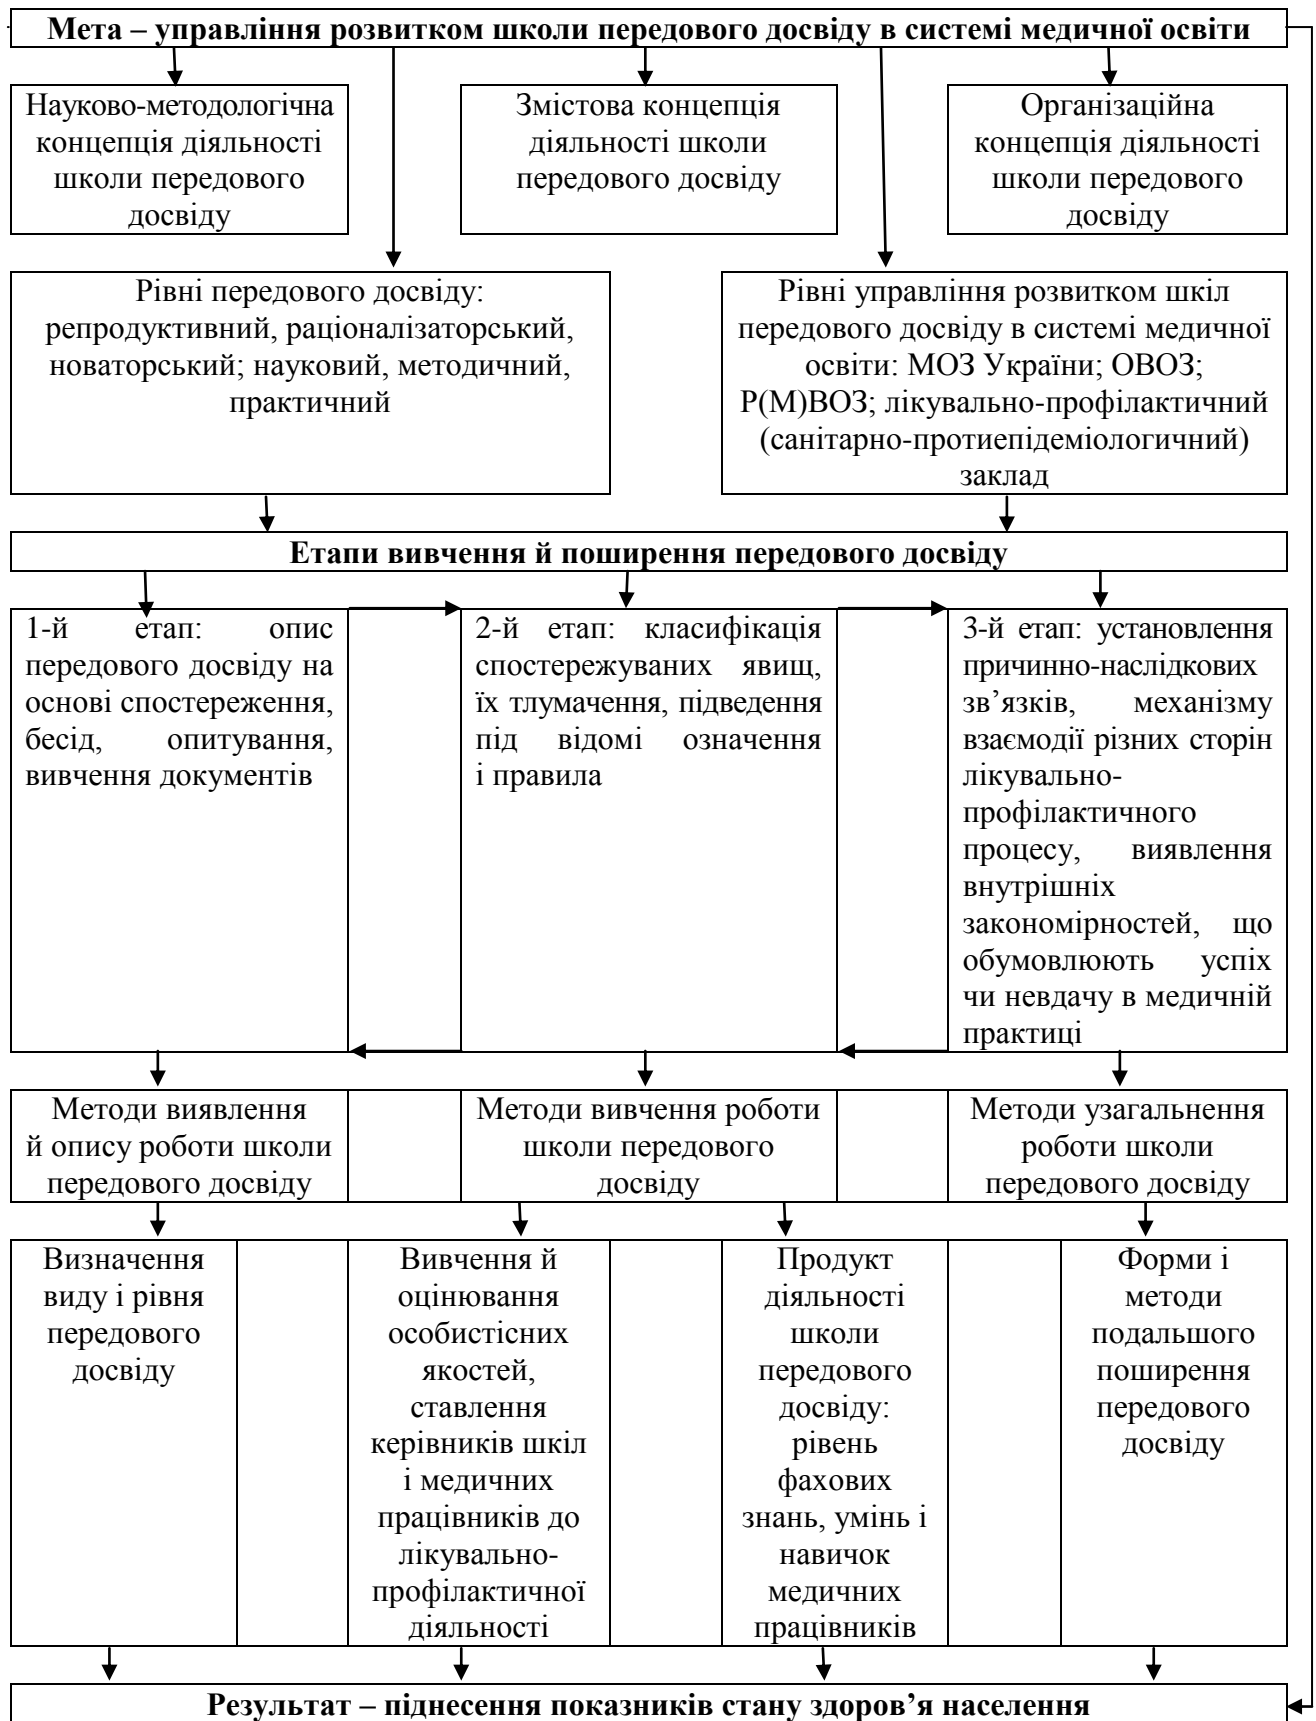 Мета – управління розвитком школи передового досвіду в системі медичної освіти
Науково-методологічна
концепція діяльності
школи передового
досвіду
Змістова концепція
діяльності школи
передового досвіду
Організаційна
концепція діяльності
школи передового
досвіду
Рівні передового досвіду:
репродуктивний, раціоналізаторський,
новаторський; науковий, методичний,
практичний
Рівні управління розвитком шкіл
передового досвіду в системі медичної
освіти: МОЗ України; ОВОЗ;
Р(М)ВОЗ; лікувально-профілактичний
(санітарно-протиепідеміологичний)
заклад
Етапи вивчення й поширення передового досвіду
1-й етап: опис
передового досвіду на
основі спостереження,
бесід, опитування,
вивчення документів
2-й етап: класифікація
спостережуваних явищ,
їх тлумачення, підведення
під відомі означення
і правила
3-й етап: установлення
причинно-наслідкових
зв’язків, механізму
взаємодії різних сторін
лікувально-
профілактичного
процесу, виявлення
внутрішніх
закономірностей, що
обумовлюють успіх
чи невдачу в медичній
практиці
Методи виявлення
й опису роботи школи
передового досвіду
Методи вивчення роботи
школи передового
досвіду
Методи узагальнення
роботи школи
передового досвіду
Визначення
виду і рівня
передового
досвіду
Вивчення й
оцінювання
особистісних
якостей,
ставлення
керівників шкіл
і медичних
працівників до
лікувально-
профілактичної
діяльності
Продукт
діяльності
школи
передового
досвіду:
рівень
фахових
знань, умінь і
навичок
медичних
працівників
Форми і
методи
подальшого
поширення
передового
досвіду
Результат – піднесення показників стану здоров’я населення